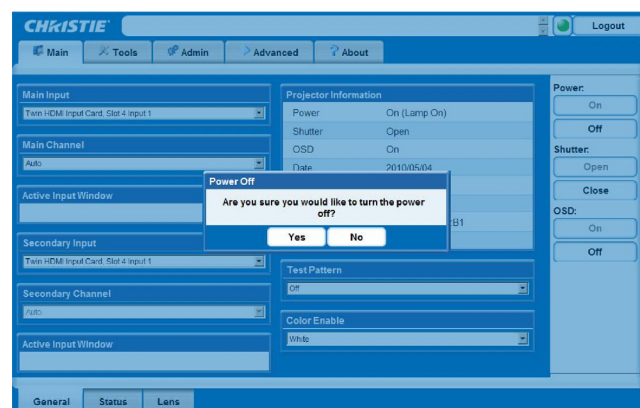 CHRISTIE
Logout
Main
Tools
Admin
Advanced
About
Main Input
Twin HDMI Input Card, Slot 4 Input 1
Main Channel
Auto
Active Input Window
Secondary Input
Twin HDMI Input Card, Slot 4 Input 1
Secondary Channel
Auto
Active Input Window
Projector Information
Power On (Lamp On)
Shutter Open
OSD On
Date 2010/05/04
:B1
Power Off
Are you sure you would like to turn the power
off?
Yes No
Test Pattern
Off
Color Enable
White
Power:
On
Off
Shutter:
Open
Close
OSD:
On
Off
General
Status
Lens